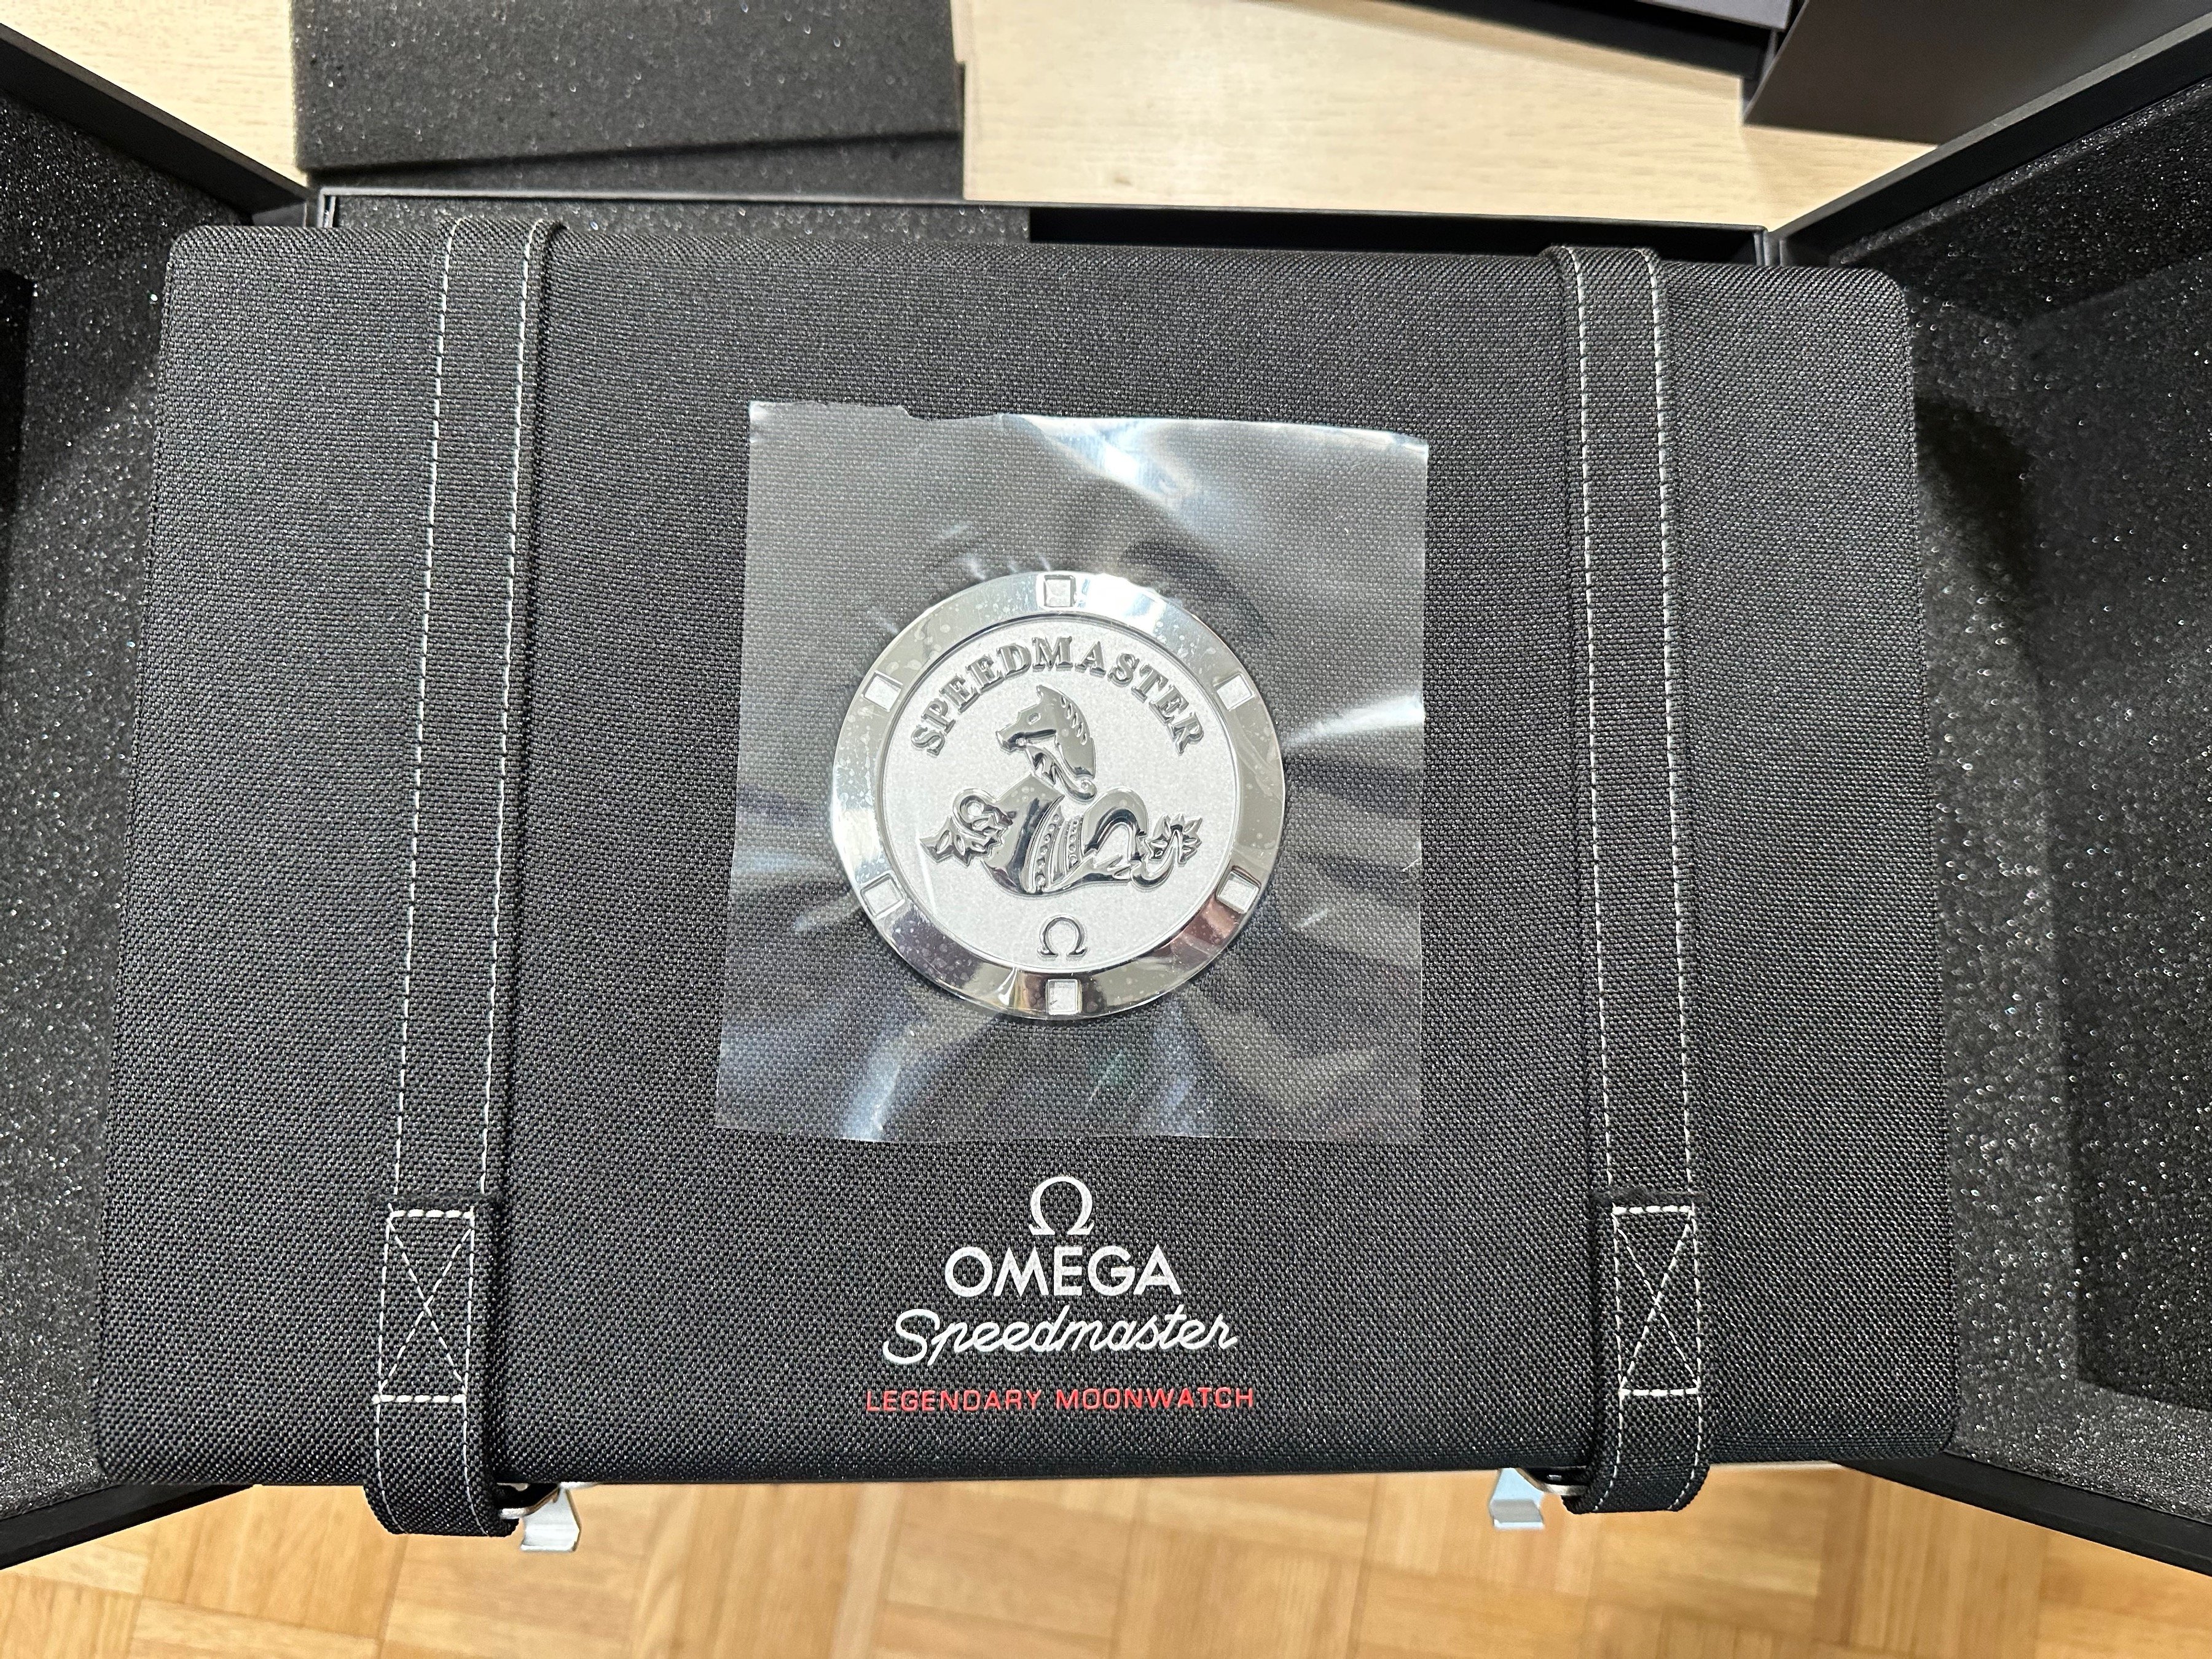 SPEEDMASTER
Ω
Ω
OMEGA
Speedmaster
LEGENDARY MOONWATCH